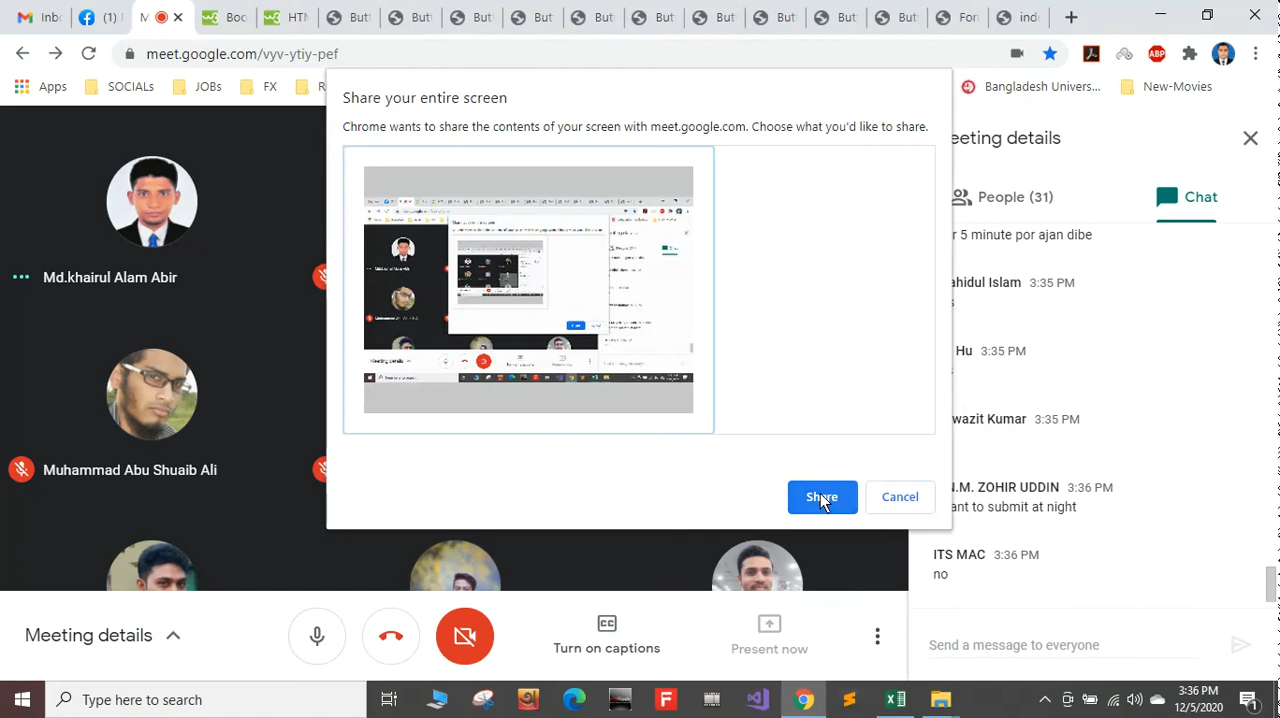 Inb
(1)
M
Boc
HTM
But
But
But
But
But
But
But
But
But
But
For
ind
meet.google.com/vyv-ytiy-pef
Apps
SOCIALs
JOBs
FX
Bangladesh Univers...
New-Movies
Share your entire screen
Chrome wants to share the contents of your screen with meet.google.com. Choose what you'd like to share.
Share
Cancel
Md.khairul Alam Abir
Muhammad Abu Shuaib Ali
eeting details
People (31)
Chat
r 5 minute por ajan dibe
ahidul Islam 3:35 PM
Hu 3:35 PM
wazit Kumar 3:35 PM
.M. ZOHIR UDDIN 3:36 PM
ant to submit at night
ITS MAC 3:36 PM
no
Send a message to everyone
Meeting details
Turn on captions
Present now
Type here to search
3:36 PM
12/5/2020